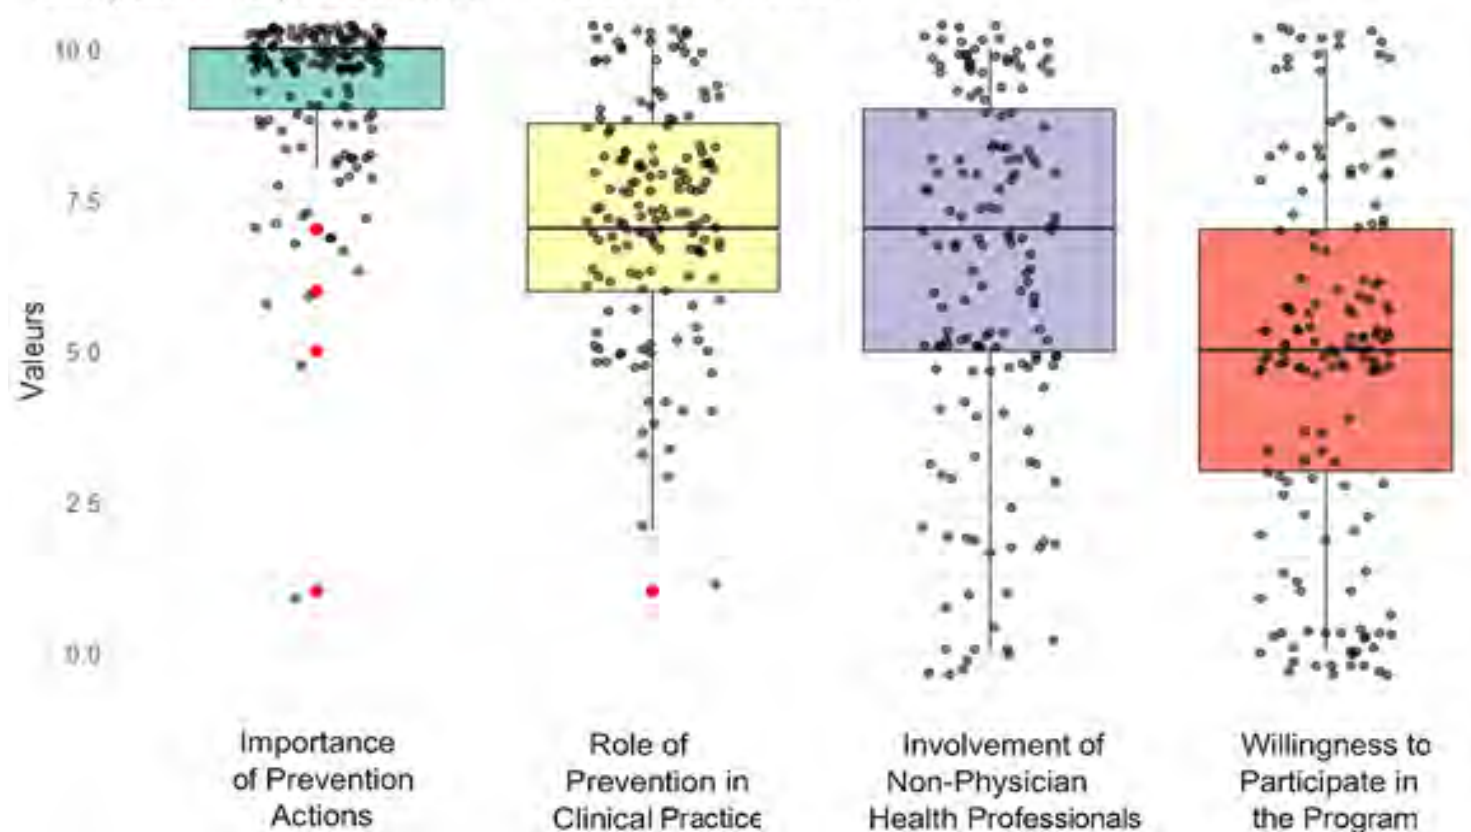 10.0
7.5
5.0
2.5
0.0
Valeurs
Importance
of Prevention
Actions
Role of
Prevention in
Clinical Practice
Involvement of
Non-Physician
Health Professionals
Willingness to
Participate in
the Program